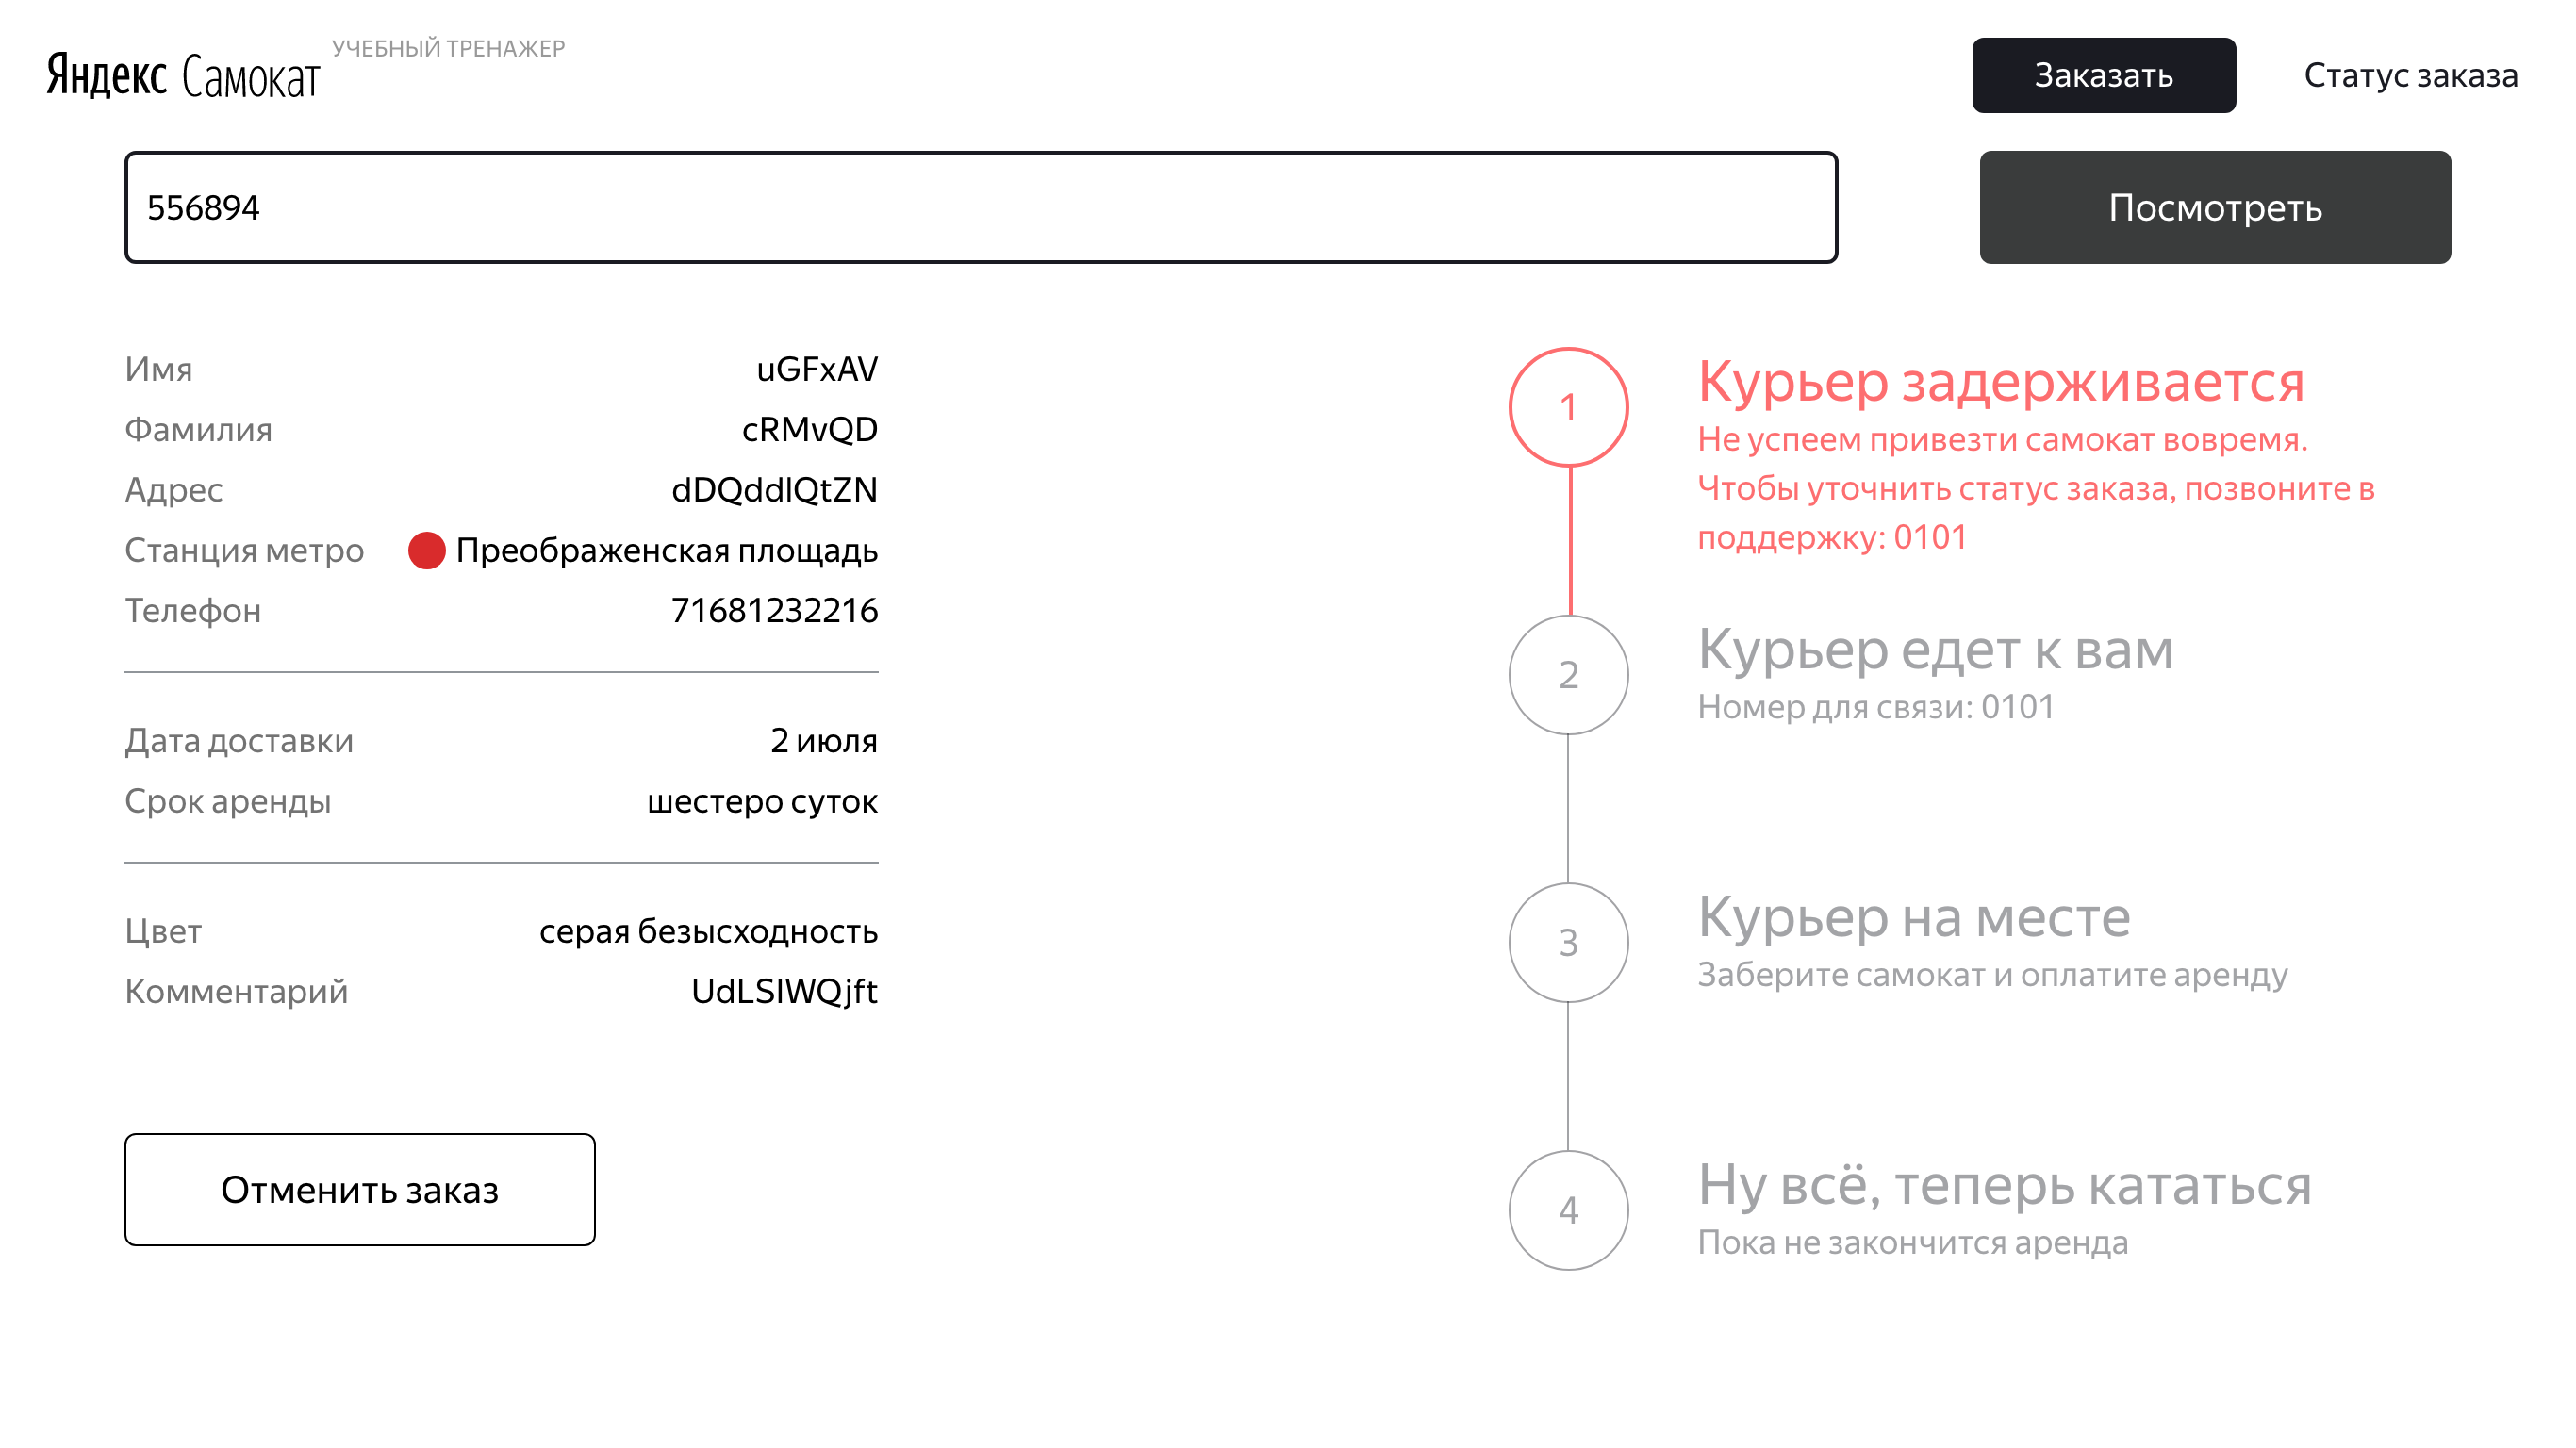 Яндекс Самокат УЧЕБНЫЙ ТРЕНАЖЕР
Заказать
Статус заказа
556894
Посмотреть
Имя uGFxAV
Фамилия cRMvQD
Адрес dDQddlQtZN
Станция метро Преображенская площадь
Телефон 71681232216
Дата доставки 2 июля
Срок аренды шестеро суток
Цвет серая безысходность
Комментарий UdLSIWQjft
Отменить заказ
1
Курьер задерживается
Не успеем привезти самокат вовремя.
Чтобы уточнить статус заказа, позвоните в
поддержку: 0101
2
Курьер едет к вам
Номер для связи: 0101
3
Курьер на месте
Заберите самокат и оплатите аренду
4
Ну всё, теперь кататься
Пока не закончится аренда